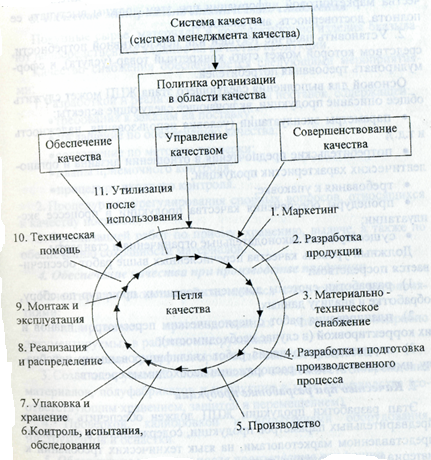 Система качества
(система менеджмента качества)
Политика организации
в области качества
Обеспечение
качества
Управление
качеством
Совершенствование
качества
11. Утилизация
после
использования
1. Маркетинг
10. Техническая
помощь
2. Разработка
продукции
Петля
качества
9. Монтаж и
эксплуатация
3. Материально-
техническое
снабжение
8. Реализация
и распределение
4. Разработка и подготовка
производственного
процесса
7. Упаковка и
хранение
6.Контроль, испытания,
обследования
5. Производство